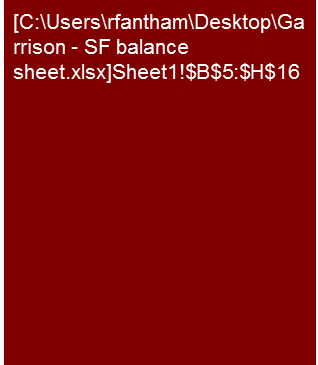 [C:\Users\rfantham\Desktop\Ga
rrison - SF balance
sheet.xlsx]Sheet1!$B$5:$H$16